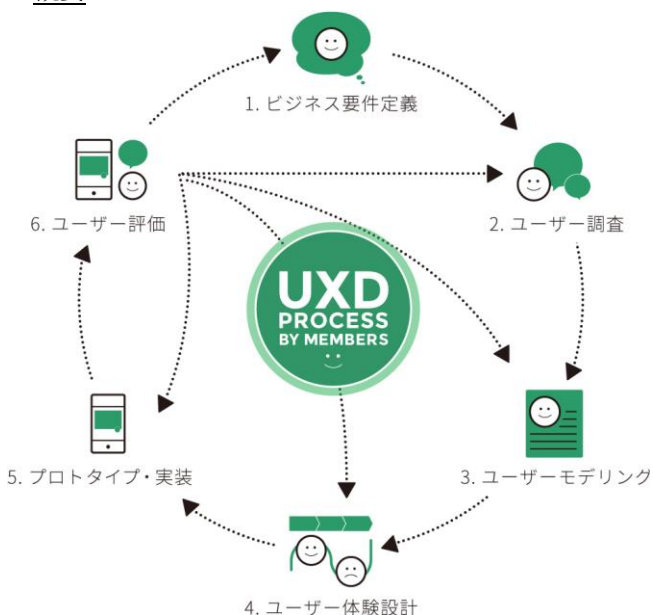 1. ビジネス要件定義
6. ユーザー評価
2. ユーザー調査
UXD
PROCESS
BY MEMBERS
5. プロトタイプ・実装
3. ユーザーモデリング
4. ユーザー体験設計